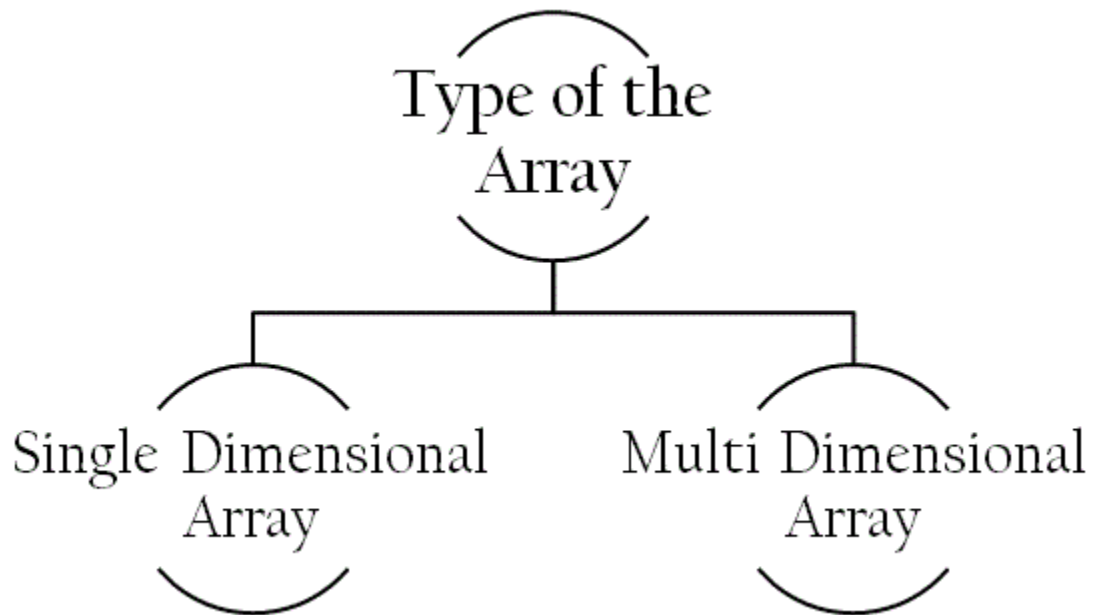 Type of the
Array
Single Dimensional
Array
Multi Dimensional
Array